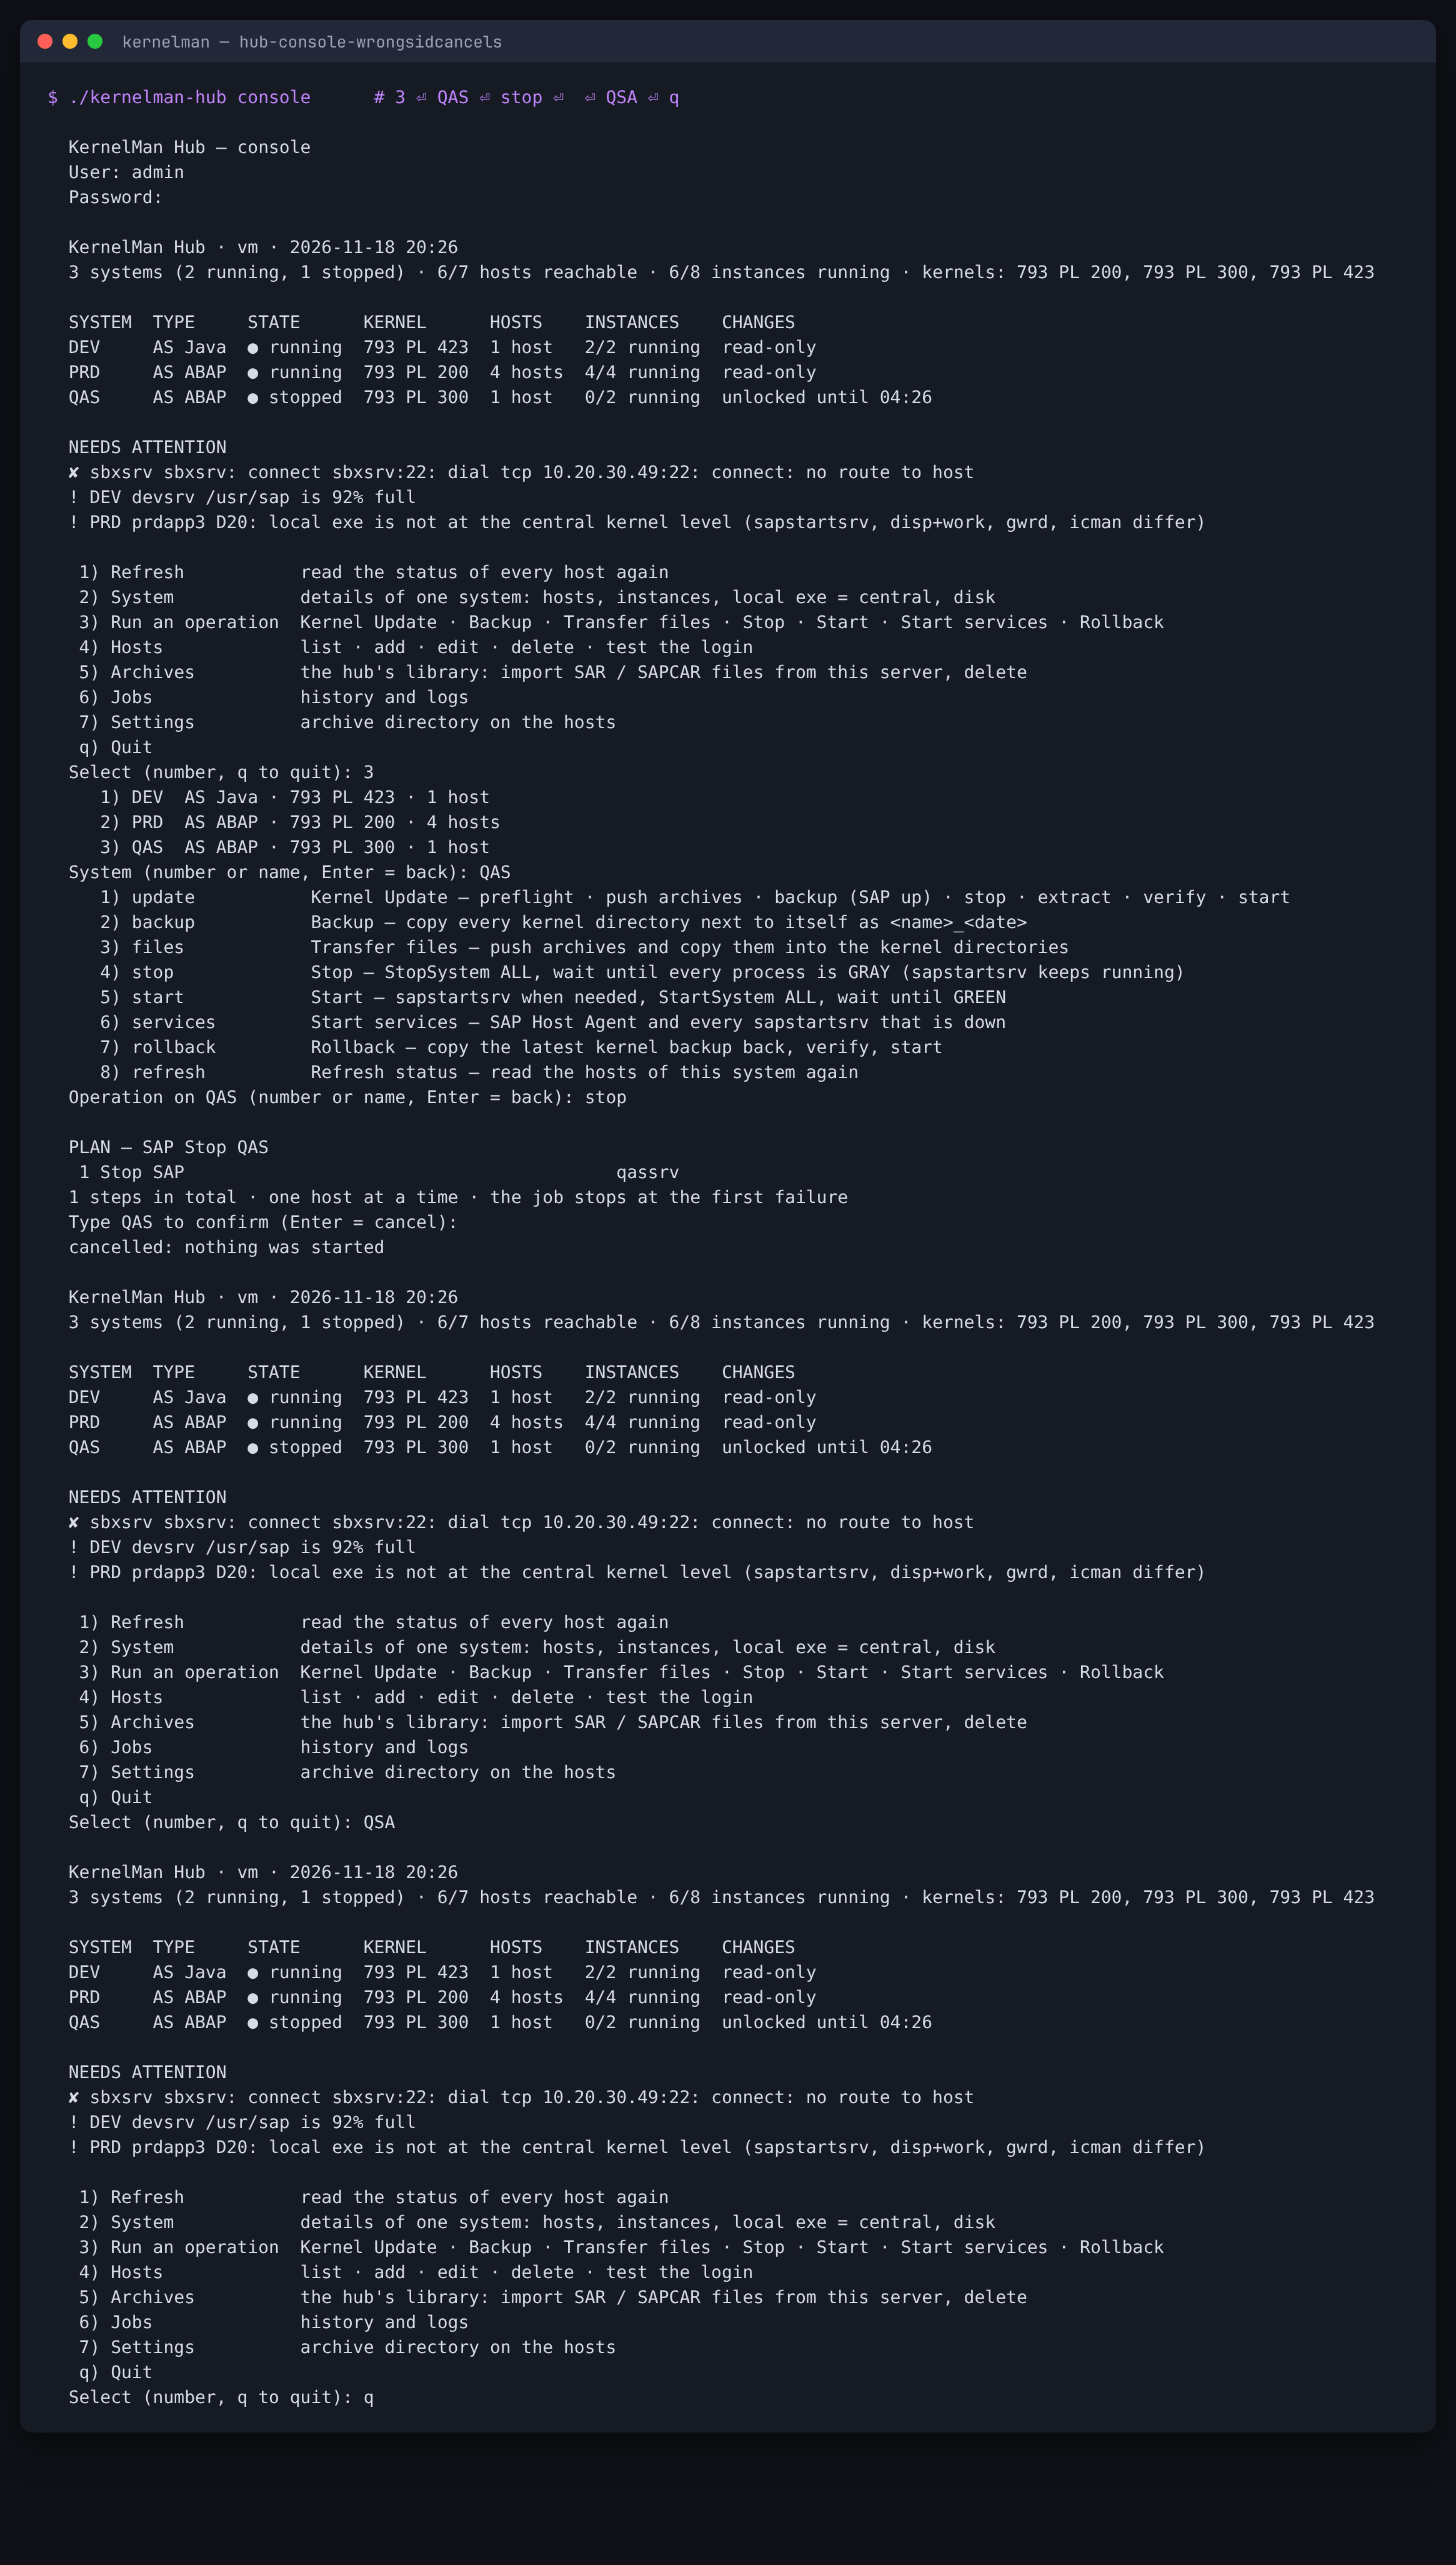 kernelman — hub-console-wrongsidcancels
$ ./kernelman-hub console      # 3 ⏎ QAS ⏎ stop ⏎  ⏎ QSA ⏎ q
KernelMan Hub — console
User: admin
Password:
KernelMan Hub · vm · 2026-11-18 20:26
3 systems (2 running, 1 stopped) · 6/7 hosts reachable · 6/8 instances running · kernels: 793 PL 200, 793 PL 300, 793 PL 423
SYSTEM  TYPE     STATE      KERNEL      HOSTS    INSTANCES    CHANGES
DEV     AS Java  ● running  793 PL 423  1 host   2/2 running  read-only
PRD     AS ABAP  ● running  793 PL 200  4 hosts  4/4 running  read-only
QAS     AS ABAP  ● stopped  793 PL 300  1 host   0/2 running  unlocked until 04:26
NEEDS ATTENTION
✘ sbxsrv sbxsrv: connect sbxsrv:22: dial tcp 10.20.30.49:22: connect: no route to host
! DEV devsrv /usr/sap is 92% full
! PRD prdapp3 D20: local exe is not at the central kernel level (sapstartsrv, disp+work, gwrd, icman differ)
1) Refresh           read the status of every host again
2) System            details of one system: hosts, instances, local exe = central, disk
3) Run an operation  Kernel Update · Backup · Transfer files · Stop · Start · Start services · Rollback
4) Hosts             list · add · edit · delete · test the login
5) Archives          the hub's library: import SAR / SAPCAR files from this server, delete
6) Jobs              history and logs
7) Settings          archive directory on the hosts
q) Quit
Select (number, q to quit): 3
1) DEV  AS Java · 793 PL 423 · 1 host
2) PRD  AS ABAP · 793 PL 200 · 4 hosts
3) QAS  AS ABAP · 793 PL 300 · 1 host
System (number or name, Enter = back): QAS
1) update           Kernel Update — preflight · push archives · backup (SAP up) · stop · extract · verify · start
2) backup           Backup — copy every kernel directory next to itself as <name>_<date>
3) files            Transfer files — push archives and copy them into the kernel directories
4) stop             Stop — StopSystem ALL, wait until every process is GRAY (sapstartsrv keeps running)
5) start            Start — sapstartsrv when needed, StartSystem ALL, wait until GREEN
6) services         Start services — SAP Host Agent and every sapstartsrv that is down
7) rollback         Rollback — copy the latest kernel backup back, verify, start
8) refresh          Refresh status — read the hosts of this system again
Operation on QAS (number or name, Enter = back): stop
PLAN — SAP Stop QAS
1 Stop SAP                                         qassrv
1 steps in total · one host at a time · the job stops at the first failure
Type QAS to confirm (Enter = cancel):
cancelled: nothing was started
KernelMan Hub · vm · 2026-11-18 20:26
3 systems (2 running, 1 stopped) · 6/7 hosts reachable · 6/8 instances running · kernels: 793 PL 200, 793 PL 300, 793 PL 423
SYSTEM  TYPE     STATE      KERNEL      HOSTS    INSTANCES    CHANGES
DEV     AS Java  ● running  793 PL 423  1 host   2/2 running  read-only
PRD     AS ABAP  ● running  793 PL 200  4 hosts  4/4 running  read-only
QAS     AS ABAP  ● stopped  793 PL 300  1 host   0/2 running  unlocked until 04:26
NEEDS ATTENTION
✘ sbxsrv sbxsrv: connect sbxsrv:22: dial tcp 10.20.30.49:22: connect: no route to host
! DEV devsrv /usr/sap is 92% full
! PRD prdapp3 D20: local exe is not at the central kernel level (sapstartsrv, disp+work, gwrd, icman differ)
1) Refresh           read the status of every host again
2) System            details of one system: hosts, instances, local exe = central, disk
3) Run an operation  Kernel Update · Backup · Transfer files · Stop · Start · Start services · Rollback
4) Hosts             list · add · edit · delete · test the login
5) Archives          the hub's library: import SAR / SAPCAR files from this server, delete
6) Jobs              history and logs
7) Settings          archive directory on the hosts
q) Quit
Select (number, q to quit): QSA
KernelMan Hub · vm · 2026-11-18 20:26
3 systems (2 running, 1 stopped) · 6/7 hosts reachable · 6/8 instances running · kernels: 793 PL 200, 793 PL 300, 793 PL 423
SYSTEM  TYPE     STATE      KERNEL      HOSTS    INSTANCES    CHANGES
DEV     AS Java  ● running  793 PL 423  1 host   2/2 running  read-only
PRD     AS ABAP  ● running  793 PL 200  4 hosts  4/4 running  read-only
QAS     AS ABAP  ● stopped  793 PL 300  1 host   0/2 running  unlocked until 04:26
NEEDS ATTENTION
✘ sbxsrv sbxsrv: connect sbxsrv:22: dial tcp 10.20.30.49:22: connect: no route to host
! DEV devsrv /usr/sap is 92% full
! PRD prdapp3 D20: local exe is not at the central kernel level (sapstartsrv, disp+work, gwrd, icman differ)
1) Refresh           read the status of every host again
2) System            details of one system: hosts, instances, local exe = central, disk
3) Run an operation  Kernel Update · Backup · Transfer files · Stop · Start · Start services · Rollback
4) Hosts             list · add · edit · delete · test the login
5) Archives          the hub's library: import SAR / SAPCAR files from this server, delete
6) Jobs              history and logs
7) Settings          archive directory on the hosts
q) Quit
Select (number, q to quit): q